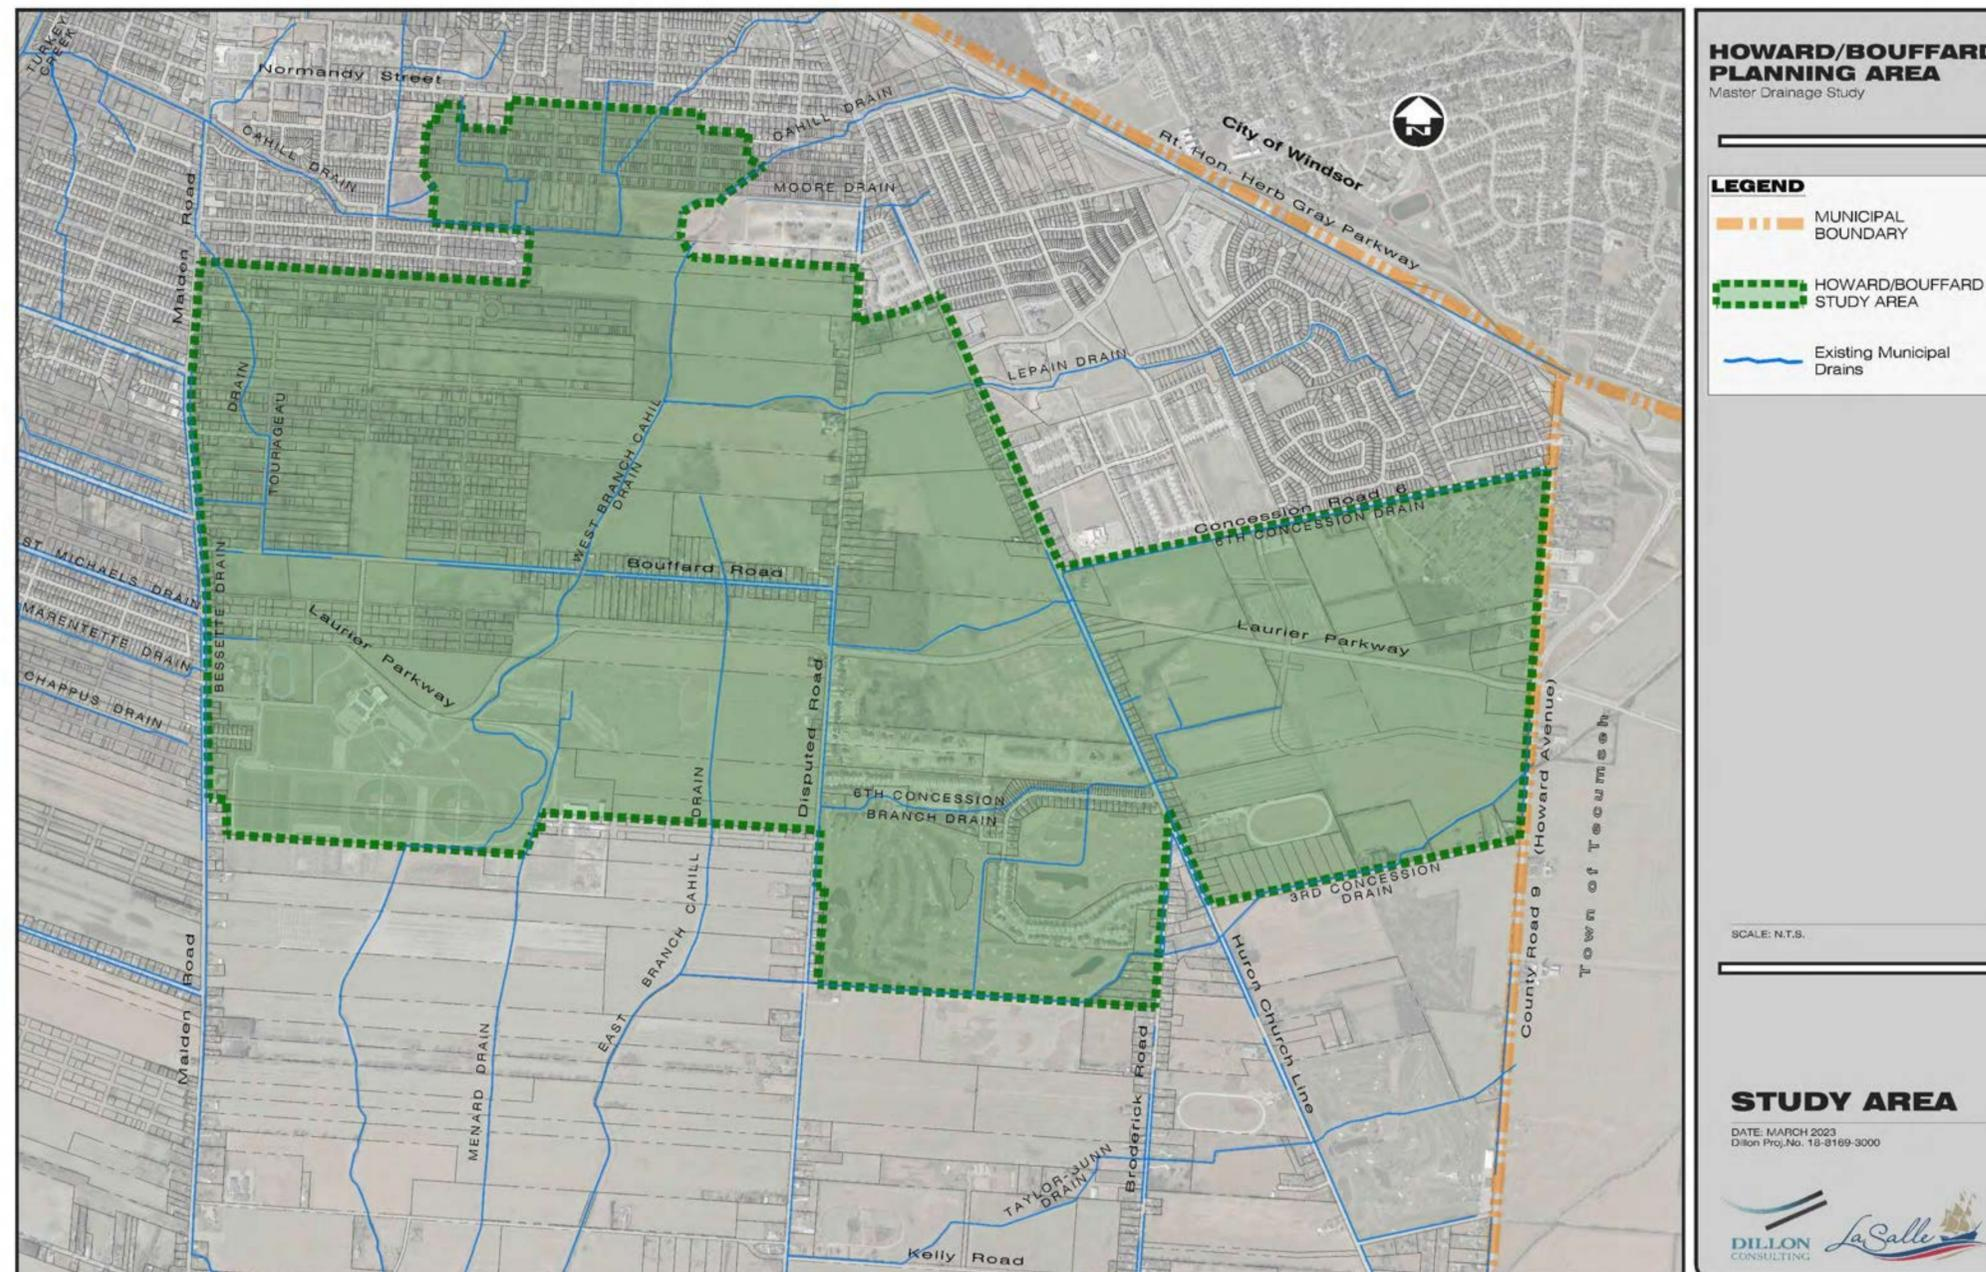 TURKEY
CREEK
Normandy Street
CAHILL DRAIN
CAHILL DRAIN
MOORE DRAIN
City of Windsor
Rt. Hon. Herb Gray Parkway
Malden Road
DRAIN
TOURAGEAU
LEPAIN DRAIN
WEST BRANCH CAHIL
DRAIN
Concession Road 6
6TH CONCESSION DRAIN
Bouffard Road
ST MICHAELS DRAIN
MARENTETTE DRAIN
CHAPPUS DRAIN
BESSETTE DRAIN
Laurier Parkway
Laurier Parkway
Disputed Road
6TH CONCESSION
BRANCH DRAIN
EAST BRANCH CAHILL DRAIN
3RD CONCESSION
DRAIN
County Road 9 (Howard Avenue)
Town of Tecumseh
Malden Road
MENARD DRAIN
Huron Church Line
Broderick Road
TAYLOR-SUNN
DRAIN
Kelly Road
HOWARD/BOUFFARD
PLANNING AREA
Master Drainage Study
N
LEGEND
MUNICIPAL
BOUNDARY
HOWARD/BOUFFARD
STUDY AREA
Existing Municipal
Drains
SCALE: N.T.S.
STUDY AREA
DATE: MARCH 2023
Dillon Proj.No. 18-8169-3000
DILLON
CONSULTING
LaSalle